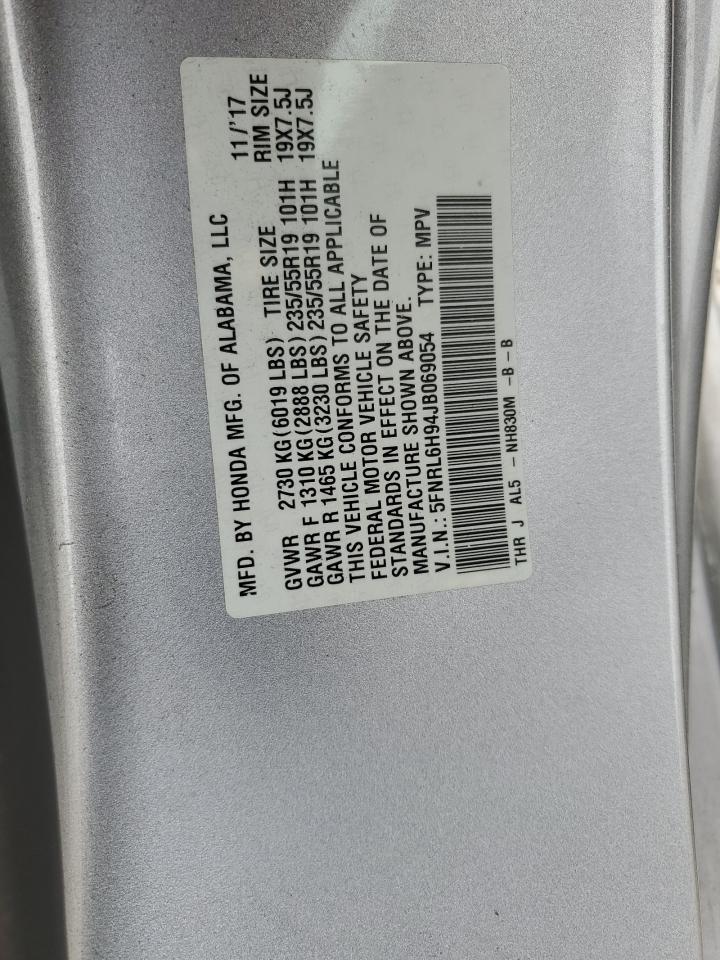 MFD. BY HONDA MFG. OF ALABAMA, LLC 11/'17
GVWR 2730 KG(6019 LBS) TIRE SIZE RIM SIZE
GAWR F 1310 KG(2888 LBS)235/55R19 101H 19X7.5J
GAWR R 1465 KG(3230 LBS)235/55R19 101H 19X7.5J
THIS VEHICLE CONFORMS TO ALL APPLICABLE
FEDERAL MOTOR VEHICLE SAFETY
STANDARDS IN EFFECT ON THE DATE OF
MANUFACTURE SHOWN ABOVE.
V.I.N.: 5FNRL6H94JB069054 TYPE: MPV
THR J AL5 - NH830M -B-B